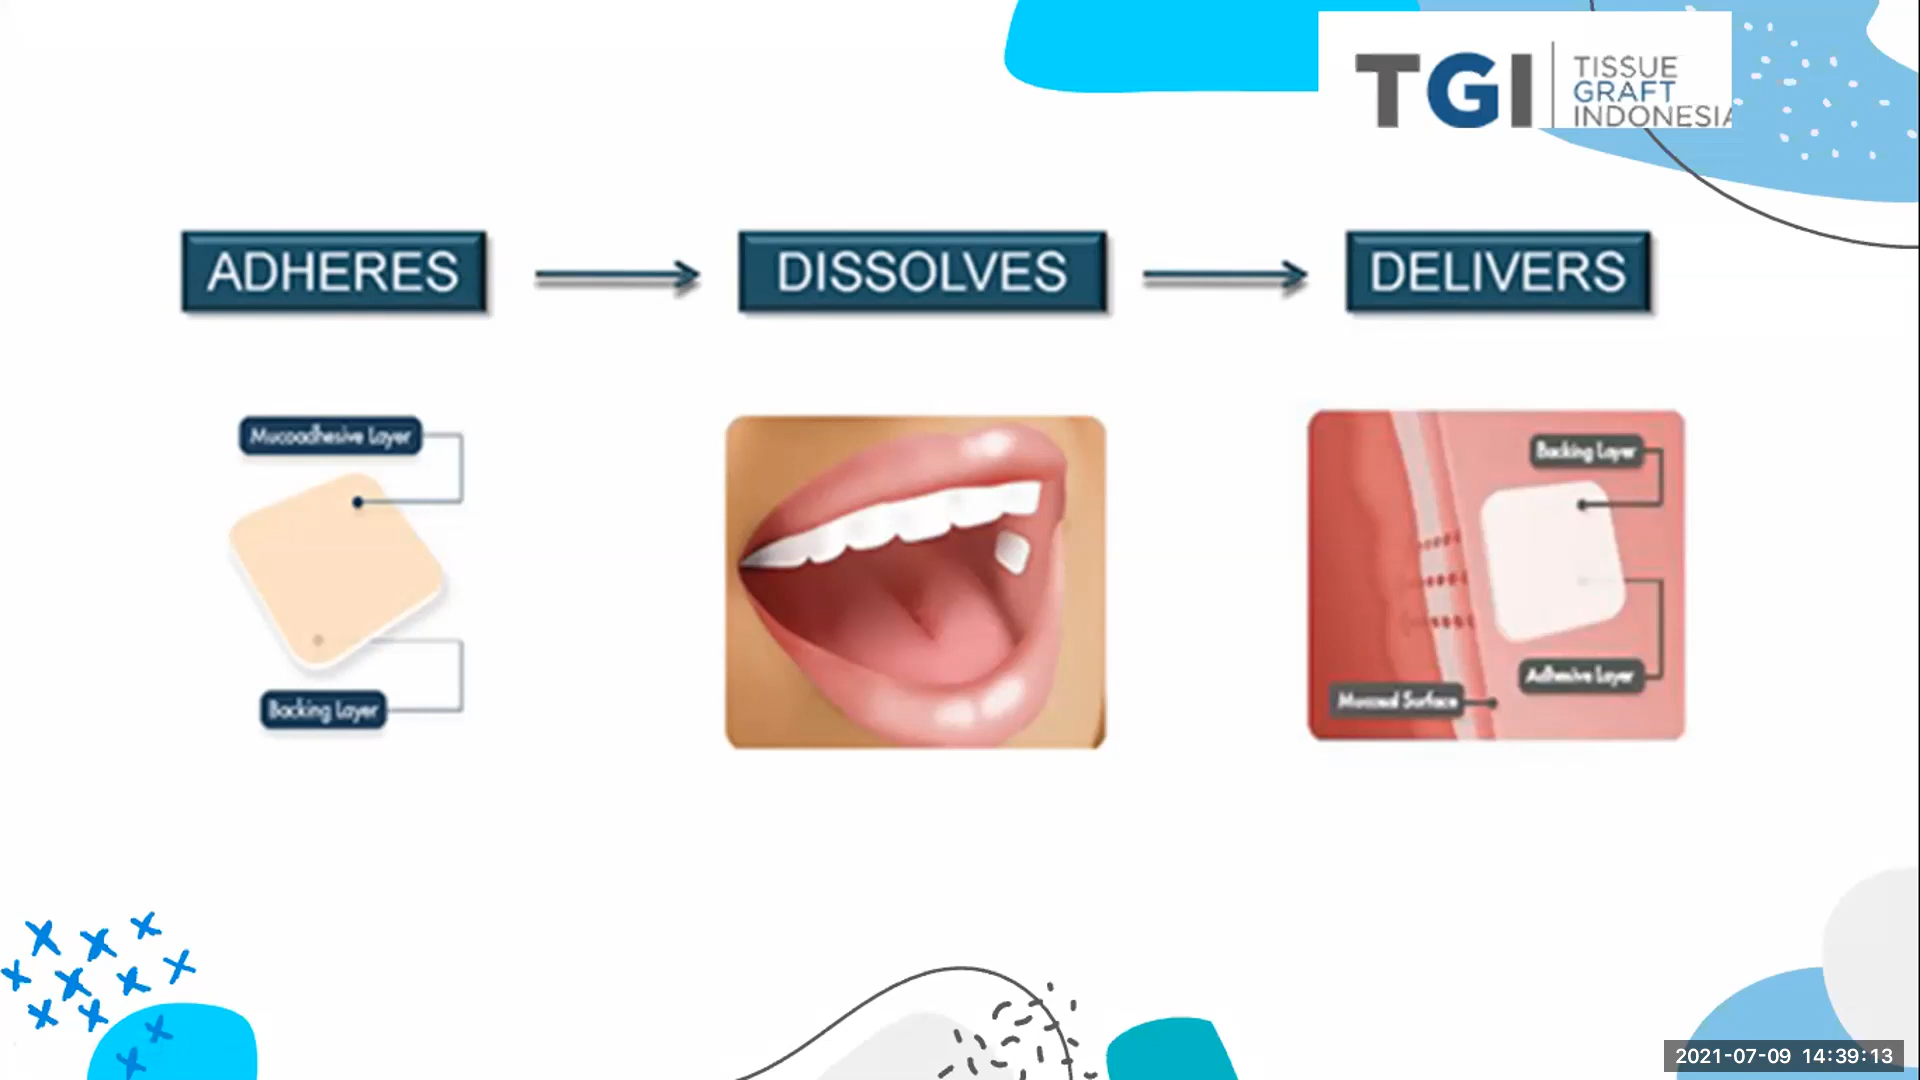 TGI
TISSUE
GRAFT
INDONESIA
ADHERES
DISSOLVES
DELIVERS
Mucoadhesive Layer
Backing Layer
Backing Layer
Adhesive Layer
Mucosal Surface
2021-07-09 14:39:13